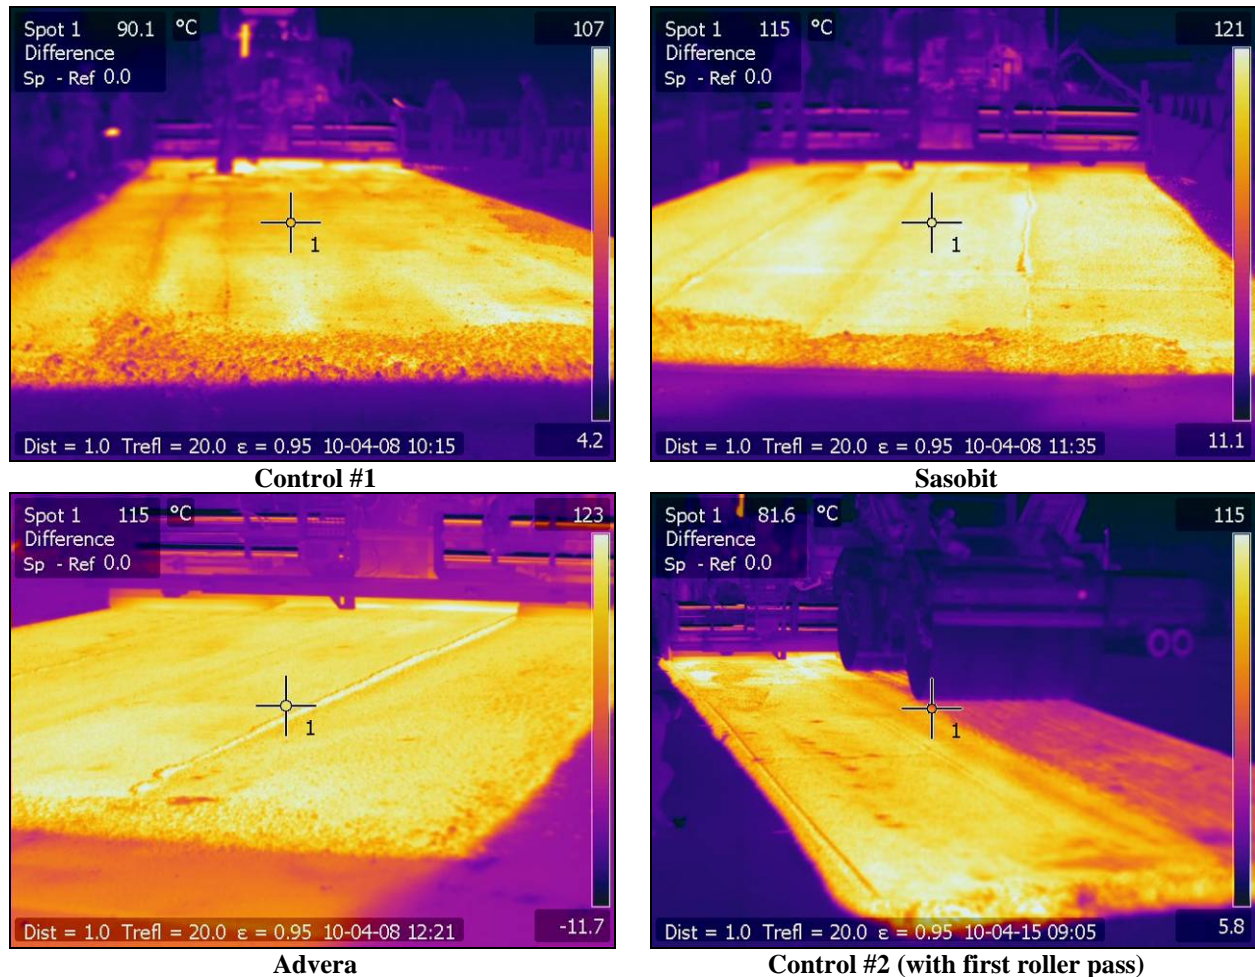 Spot 1 90.1 °C 107
Difference
Sp - Ref 0.0
1
Dist = 1.0 Trefl = 20.0 ε = 0.95 10-04-08 10:15 4.2
Control #1
Spot 1 115 °C 121
Difference
Sp - Ref 0.0
1
Dist = 1.0 Trefl = 20.0 ε = 0.95 10-04-08 11:35 11.1
Sasobit
Spot 1 115 °C 123
Difference
Sp - Ref 0.0
1
Dist = 1.0 Trefl = 20.0 ε = 0.95 10-04-08 12:21 -11.7
Advera
Spot 1 81.6 °C 115
Difference
Sp - Ref 0.0
1
Dist = 1.0 Trefl = 20.0 ε = 0.95 10-04-15 09:05 5.8
Control #2 (with first roller pass)